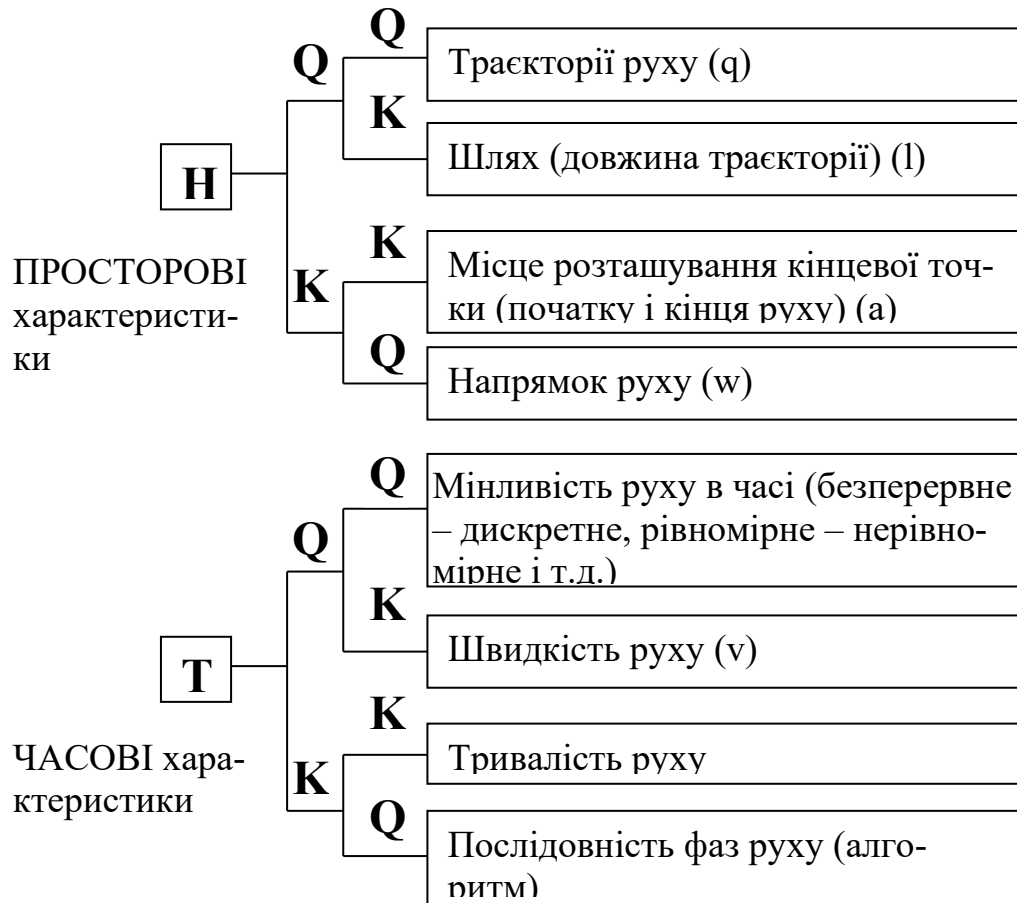 Q
Траєкторії руху (q)
Q
K
Шлях (довжина траєкторії) (l)
H
ПРОСТОРОВІ
характеристи-
ки
K
K
Місце розташування кінцевої точ-
ки (початку і кінця руху) (a)
Q
Напрямок руху (w)
Q
Мінливість руху в часі (безперервне
– дискретне, рівномірне – нерівно-
мірне і т.д.)
Q
K
Швидкість руху (v)
T
ЧАСОВІ хара-
ктеристики
K
K
Тривалість руху
Q
Послідовність фаз руху (алго-
ритм)